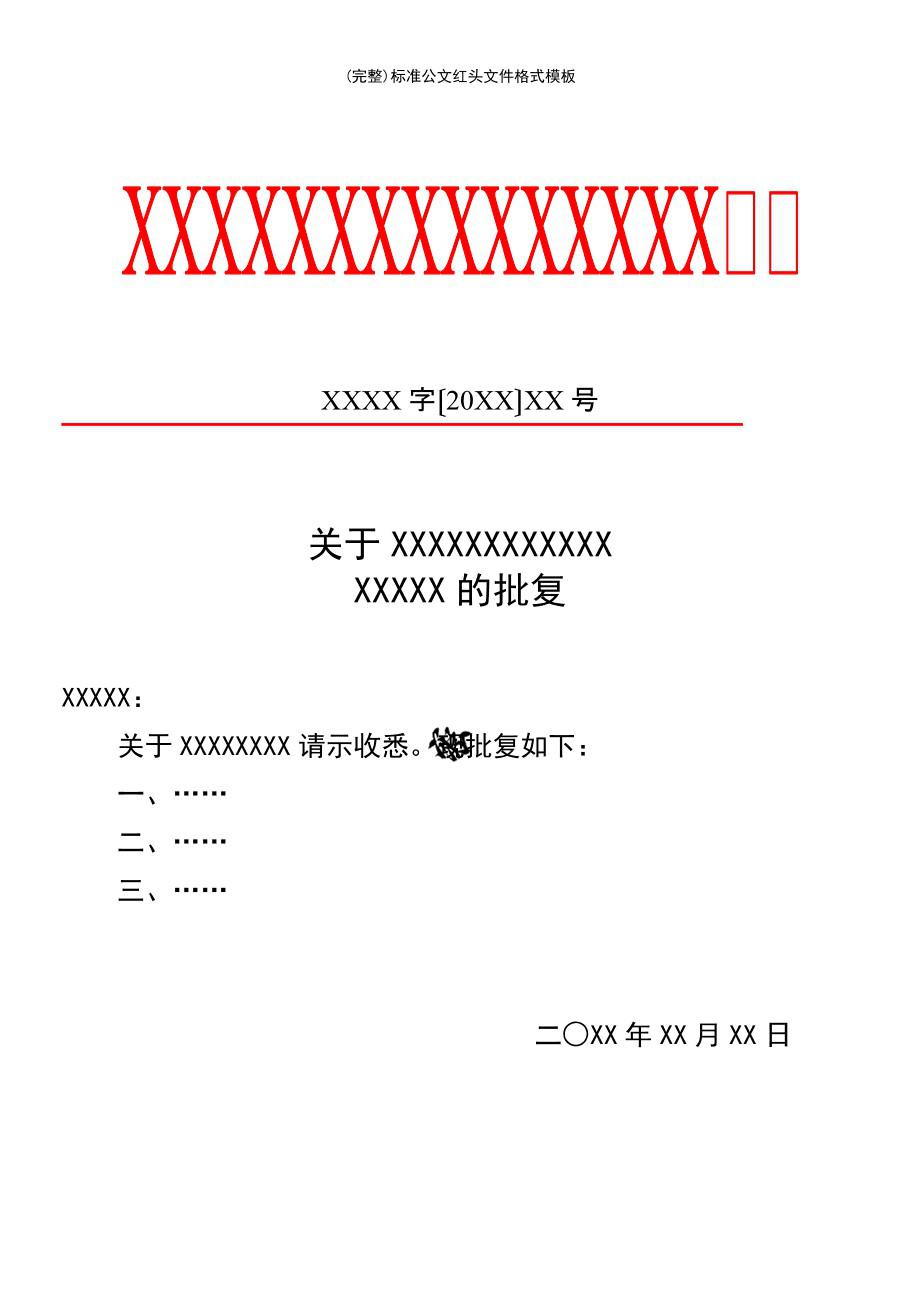 (完整)标准公文红头文件格式模板
XXXXXXXXXXXXXXX
XXXX 字[20XX]XX 号
关于 XXXXXXXXXXXX
XXXXX 的批复
XXXXX：
关于 XXXXXXXX 请示收悉。批复如下：
一、……
二、……
三、……
二〇XX 年 XX 月 XX 日